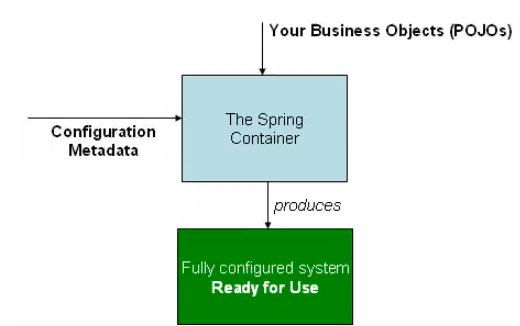 Your Business Objects (POJOs)
The Spring
Container
Configuration
Metadata
produces
Fully configured system
Ready for Use